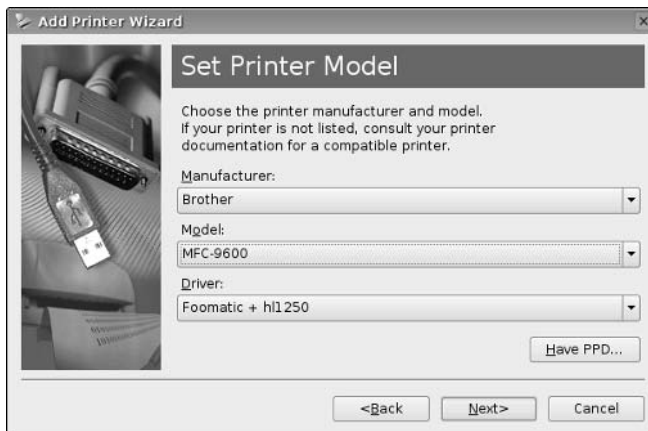 Add Printer Wizard
Set Printer Model
Choose the printer manufacturer and model.
If your printer is not listed, consult your printer
documentation for a compatible printer.
Manufacturer:
Brother
Model:
MFC-9600
Driver:
Foomatic + hl1250
Have PPD...
<Back
Next>
Cancel